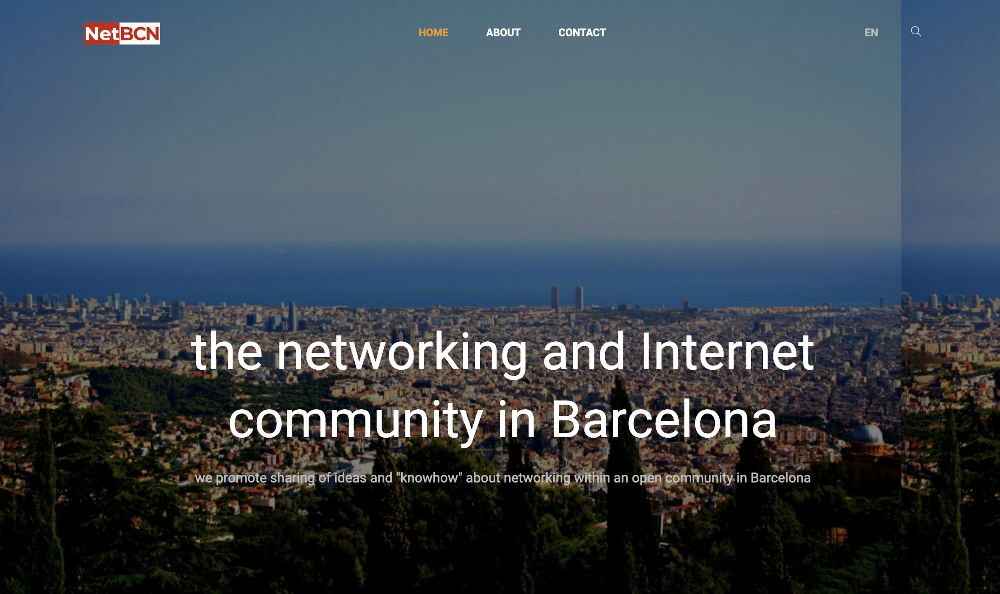 NetBCN
HOME
ABOUT
CONTACT
EN
the networking and Internet
community in Barcelona
we promote sharing of ideas and "knowhow" about networking within an open community in Barcelona